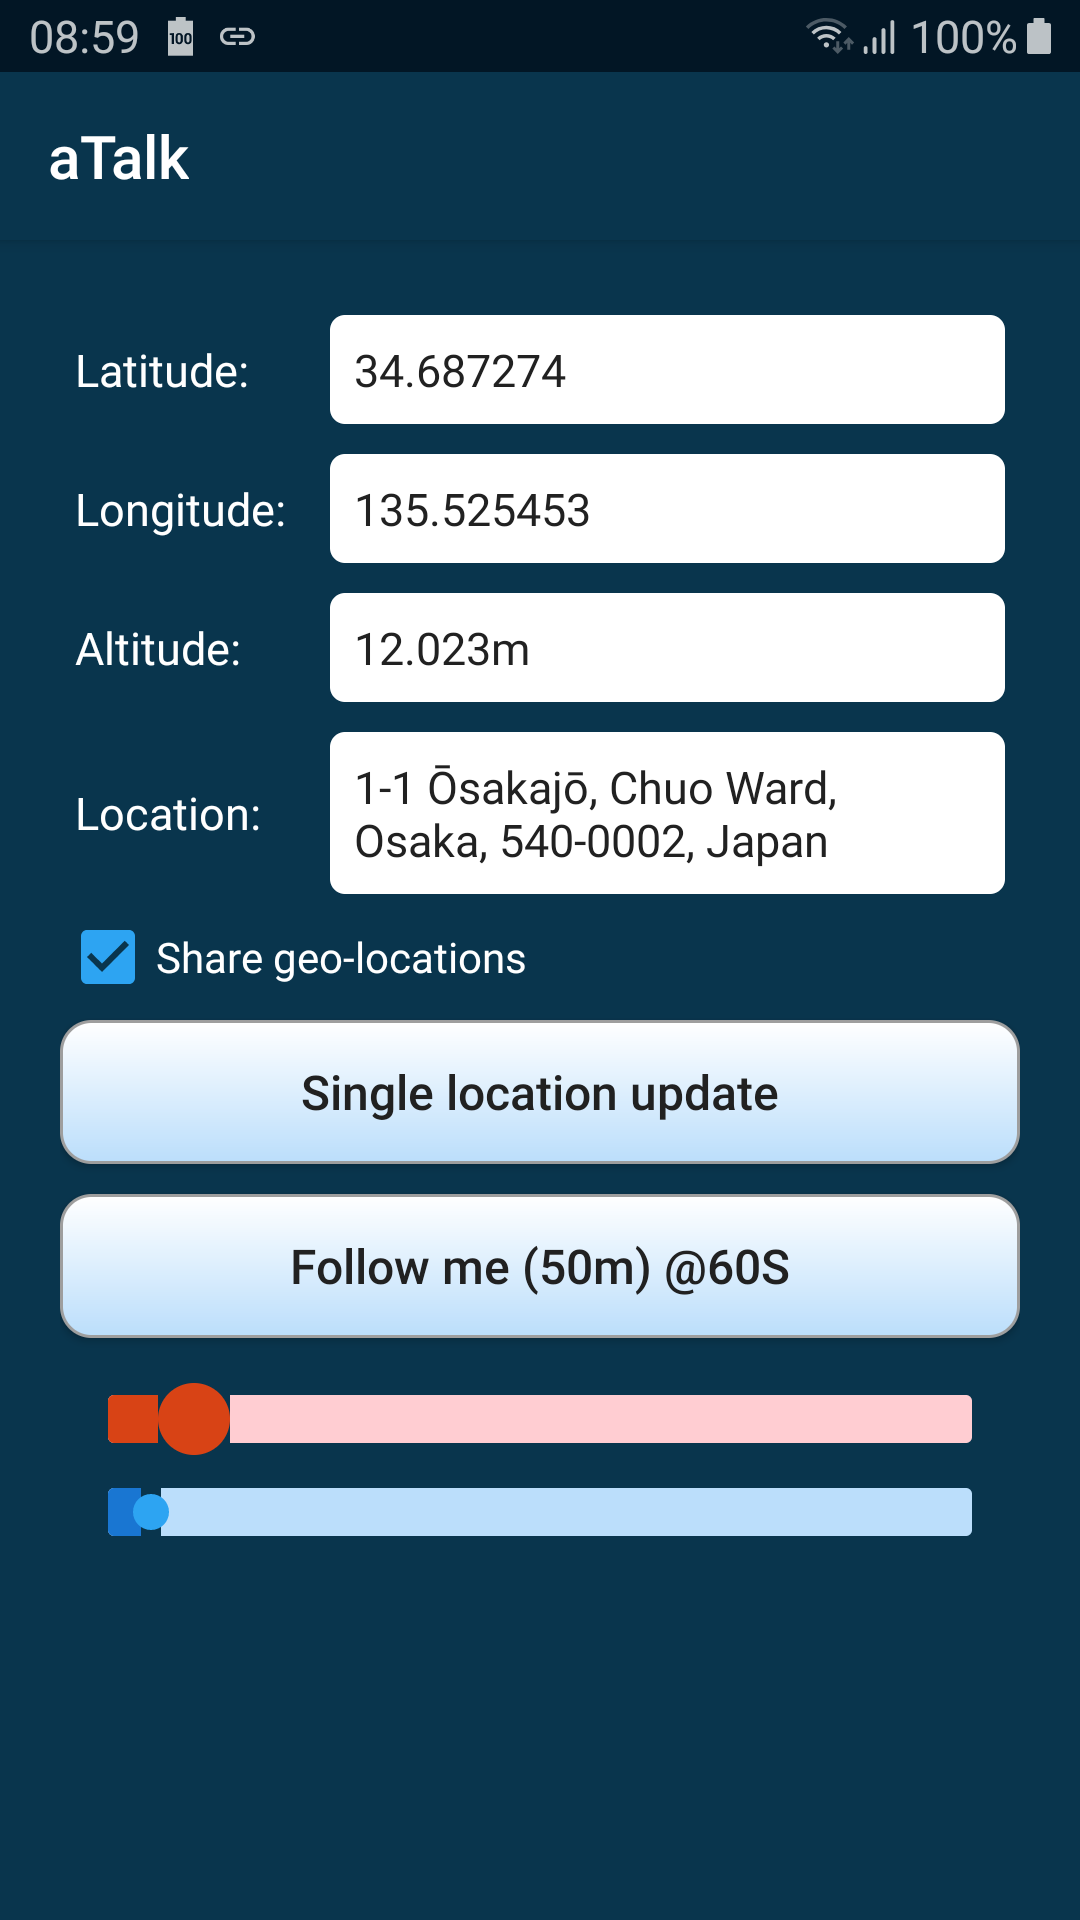 08:59 100 100%
aTalk
Latitude: 34.687274
Longitude: 135.525453
Altitude: 12.023m
Location: 1-1 Ōsakajō, Chuo Ward,
Osaka, 540-0002, Japan
Share geo-locations
Single location update
Follow me (50m) @60S